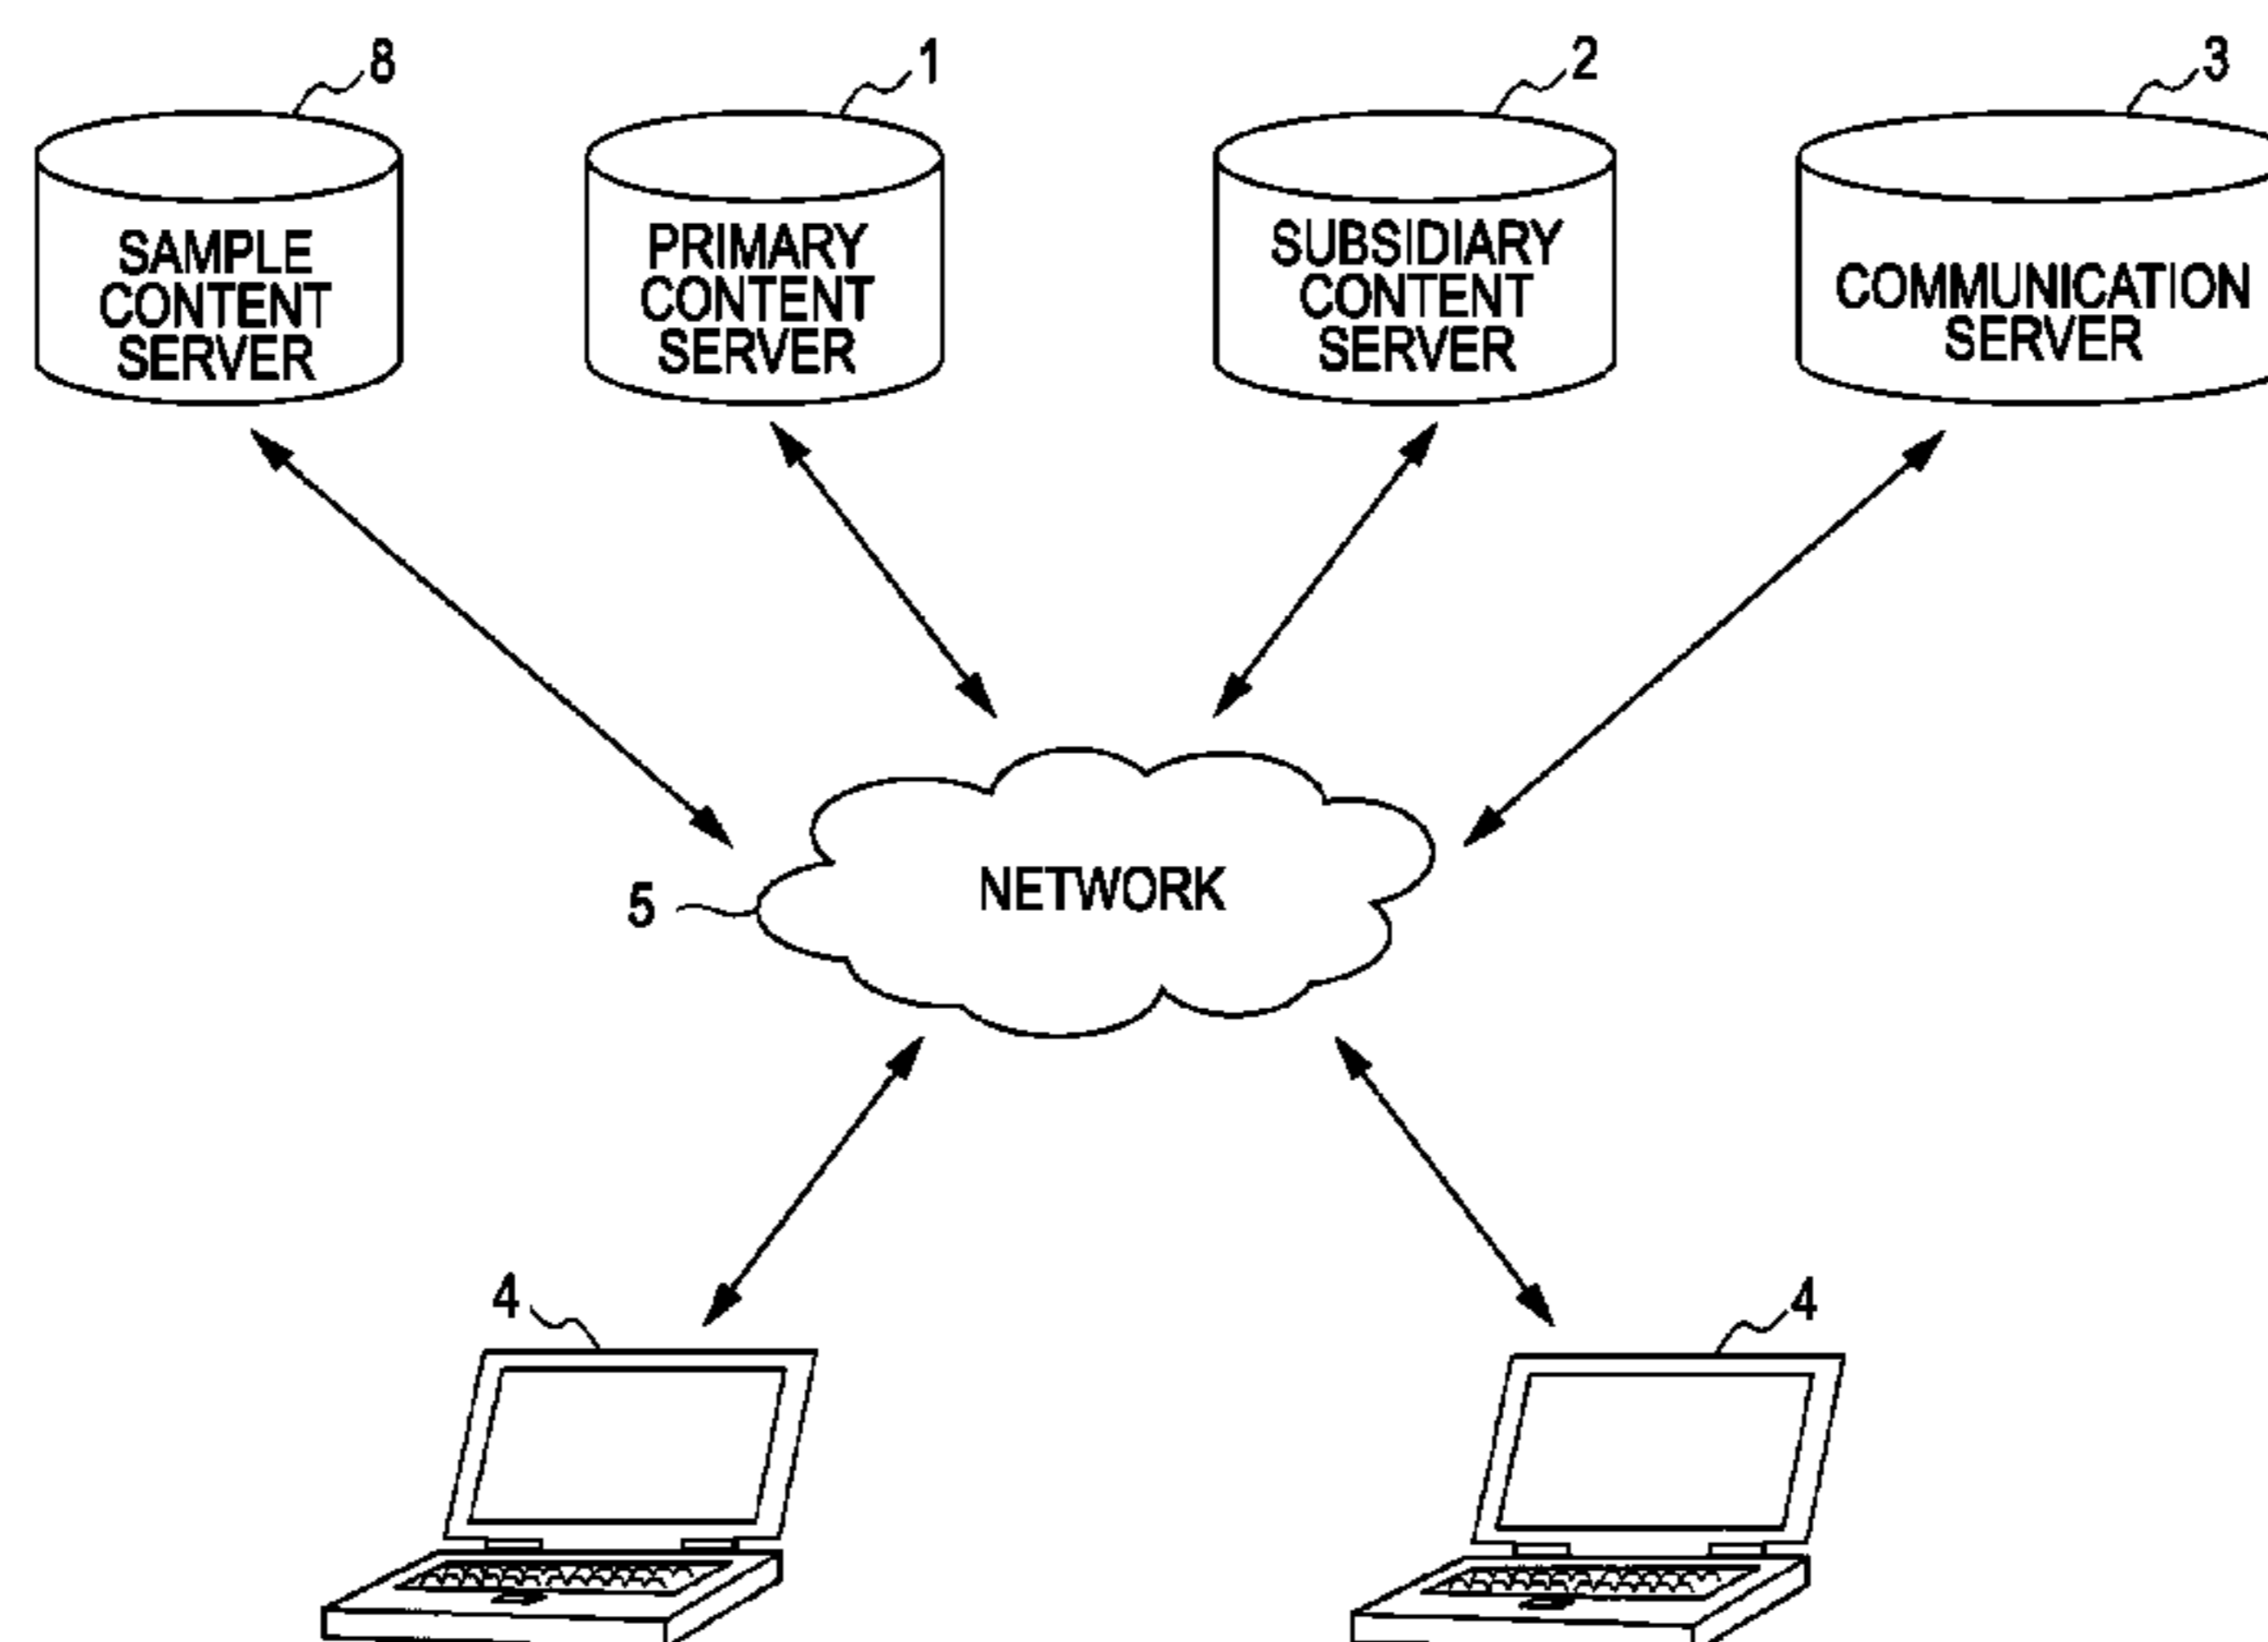 8
1
2
3
SAMPLE
CONTENT
SERVER
PRIMARY
CONTENT
SERVER
SUBSIDIARY
CONTENT
SERVER
COMMUNICATION
SERVER
NETWORK
5
4
4